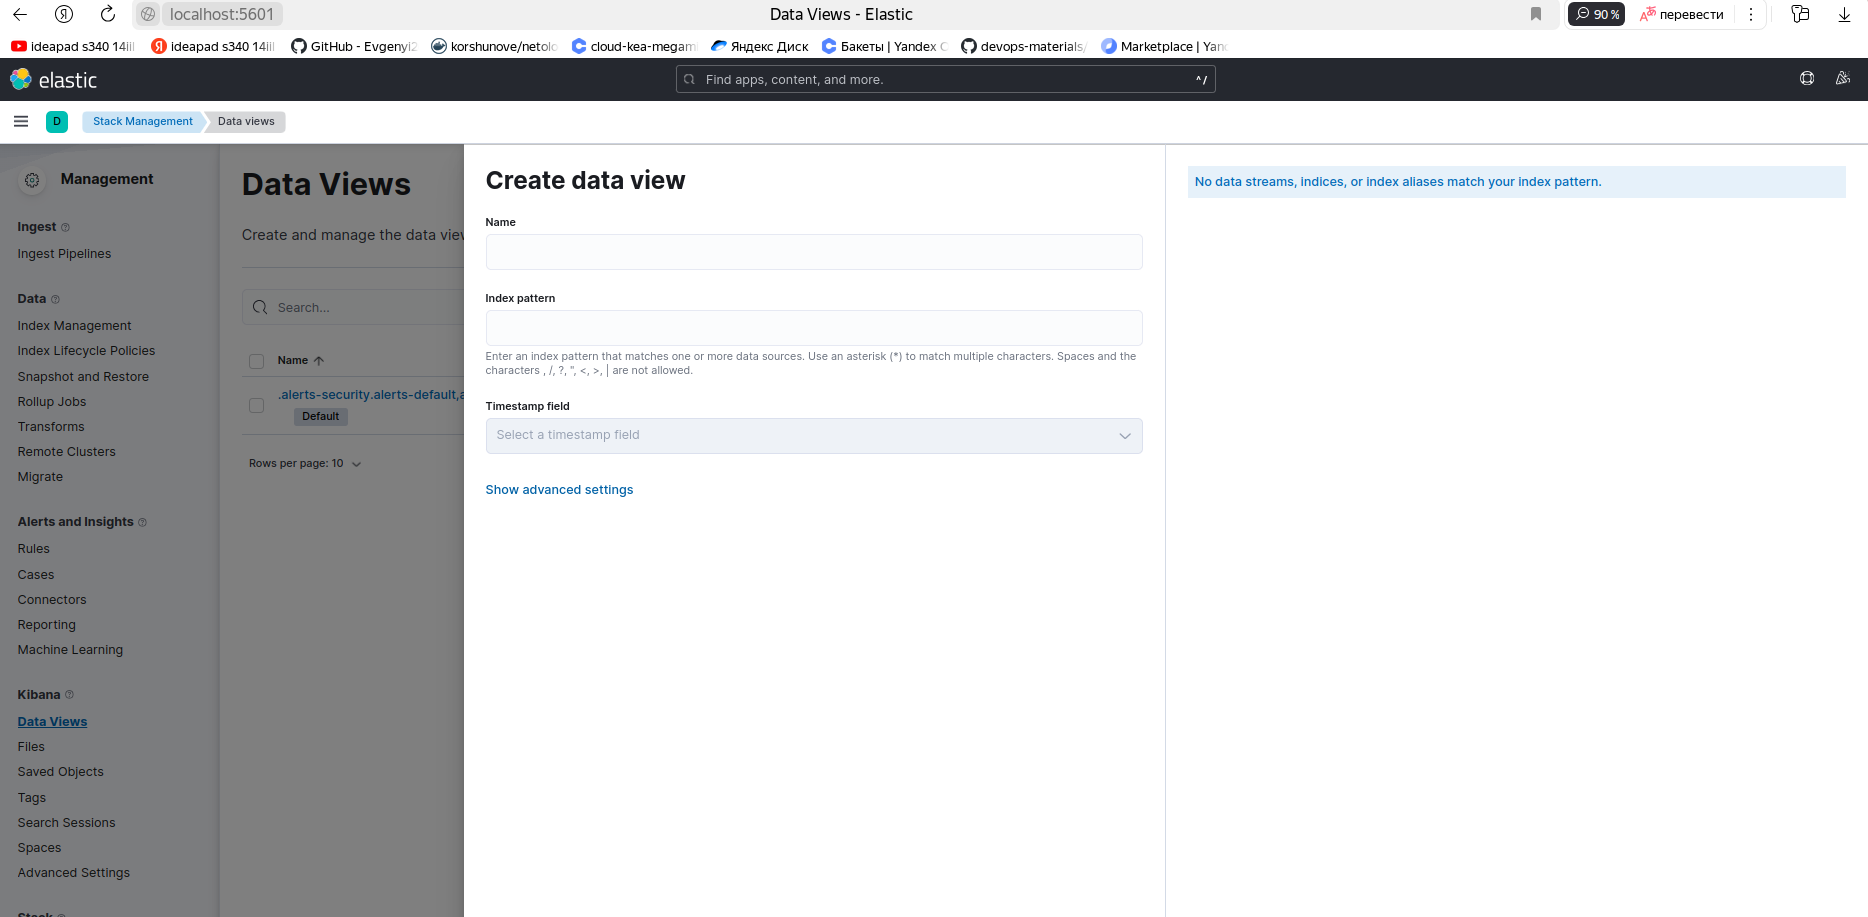 localhost:5601
Data Views - Elastic
90 %
перевести
ideapad s340 14iil
ideapad s340 14iil
GitHub - Evgenyi2
korshunove/netolo
cloud-kea-megam
Яндекс Диск
Бакеты | Yandex C
devops-materials/
Marketplace | Yan
elastic
Find apps, content, and more.
^/
D
Stack Management
Data views
Management
Ingest
Ingest Pipelines
Data
Index Management
Index Lifecycle Policies
Snapshot and Restore
Rollup Jobs
Transforms
Remote Clusters
Migrate
Alerts and Insights
Rules
Cases
Connectors
Reporting
Machine Learning
Kibana
Data Views
Files
Saved Objects
Tags
Search Sessions
Spaces
Advanced Settings
Stack
Data Views
Create and manage the data view
Search...
Name
.alerts-security.alerts-default,a
Default
Rows per page: 10
Create data view
Name
Index pattern
Enter an index pattern that matches one or more data sources. Use an asterisk (*) to match multiple characters. Spaces and the
characters , /, ?, ", <, >, | are not allowed.
Timestamp field
Select a timestamp field
Show advanced settings
No data streams, indices, or index aliases match your index pattern.